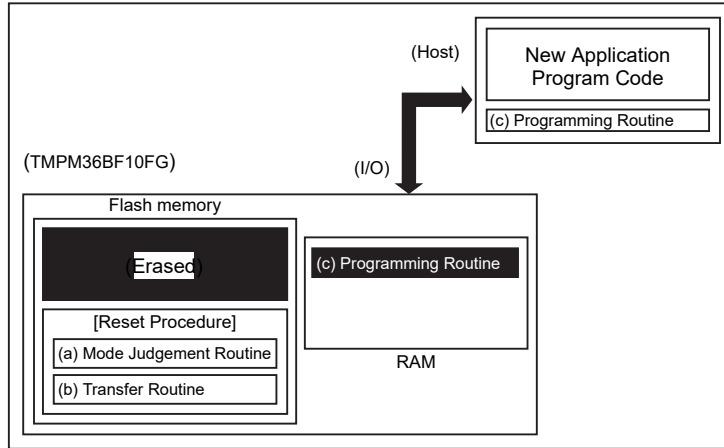 (Host)
New Application
Program Code
(c) Programming Routine
(TMPM36BF10FG)
(I/O)
Flash memory
(Erased)
[Reset Procedure]
(a) Mode Judgement Routine
(b) Transfer Routine
(c) Programming Routine
RAM